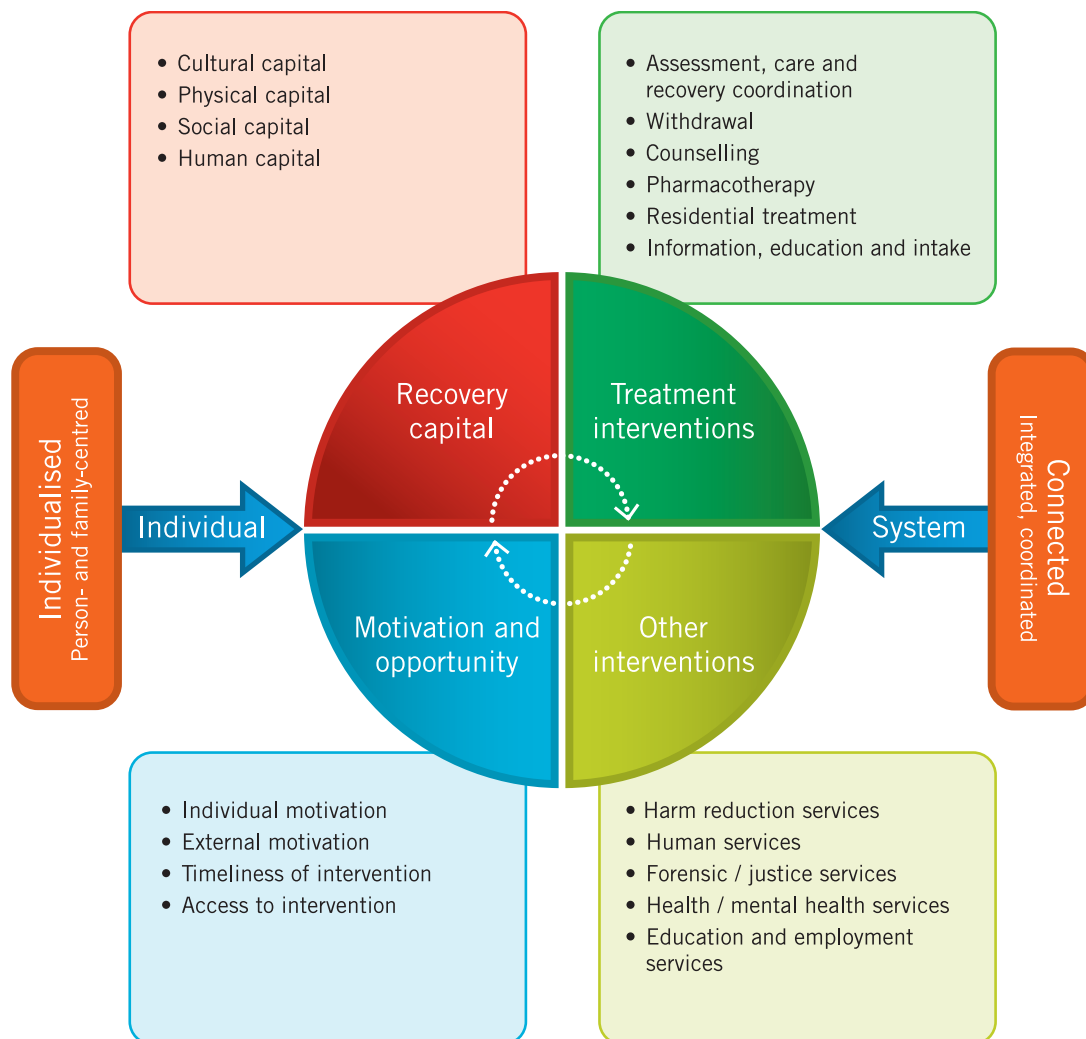 • Cultural capital
• Physical capital
• Social capital
• Human capital
• Assessment, care and
recovery coordination
• Withdrawal
• Counselling
• Pharmacotherapy
• Residential treatment
• Information, education and intake
Individualised
Person- and family-centred
Individual
Recovery
capital
Treatment
interventions
Motivation and
opportunity
Other
interventions
System
Connected
Integrated, coordinated
• Individual motivation
• External motivation
• Timeliness of intervention
• Access to intervention
• Harm reduction services
• Human services
• Forensic / justice services
• Health / mental health services
• Education and employment
services